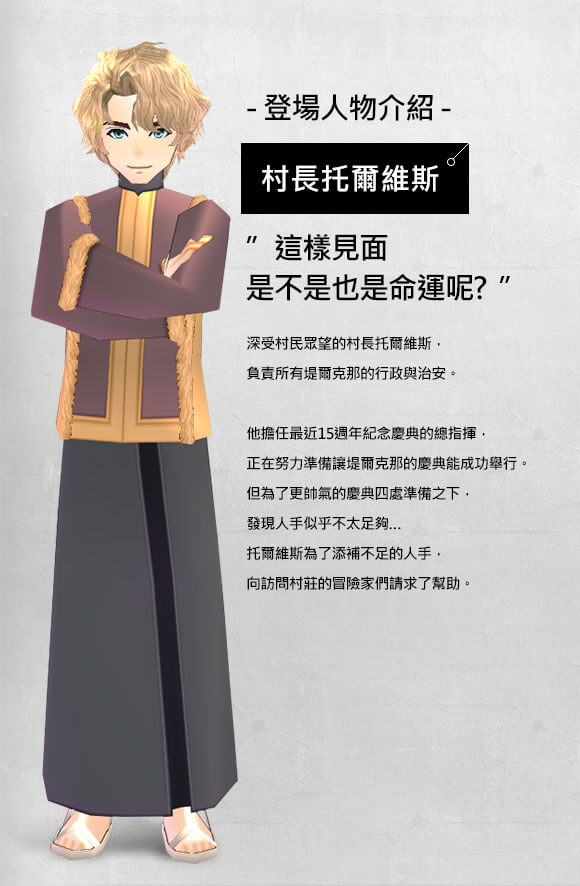 - 登場人物介紹 -
村長托爾維斯
〞這樣見面
是不是也是命運呢? 〞
深受村民眾望的村長托爾維斯，
負責所有堤爾克那的行政與治安。
他擔任最近15週年紀念慶典的總指揮，
正在努力準備讓堤爾克那的慶典能成功舉行。
但為了更帥氣的慶典四處準備之下，
發現人手似乎不太足夠...
托爾維斯為了添補不足的人手，
向訪問村莊的冒險家們請求了幫助。